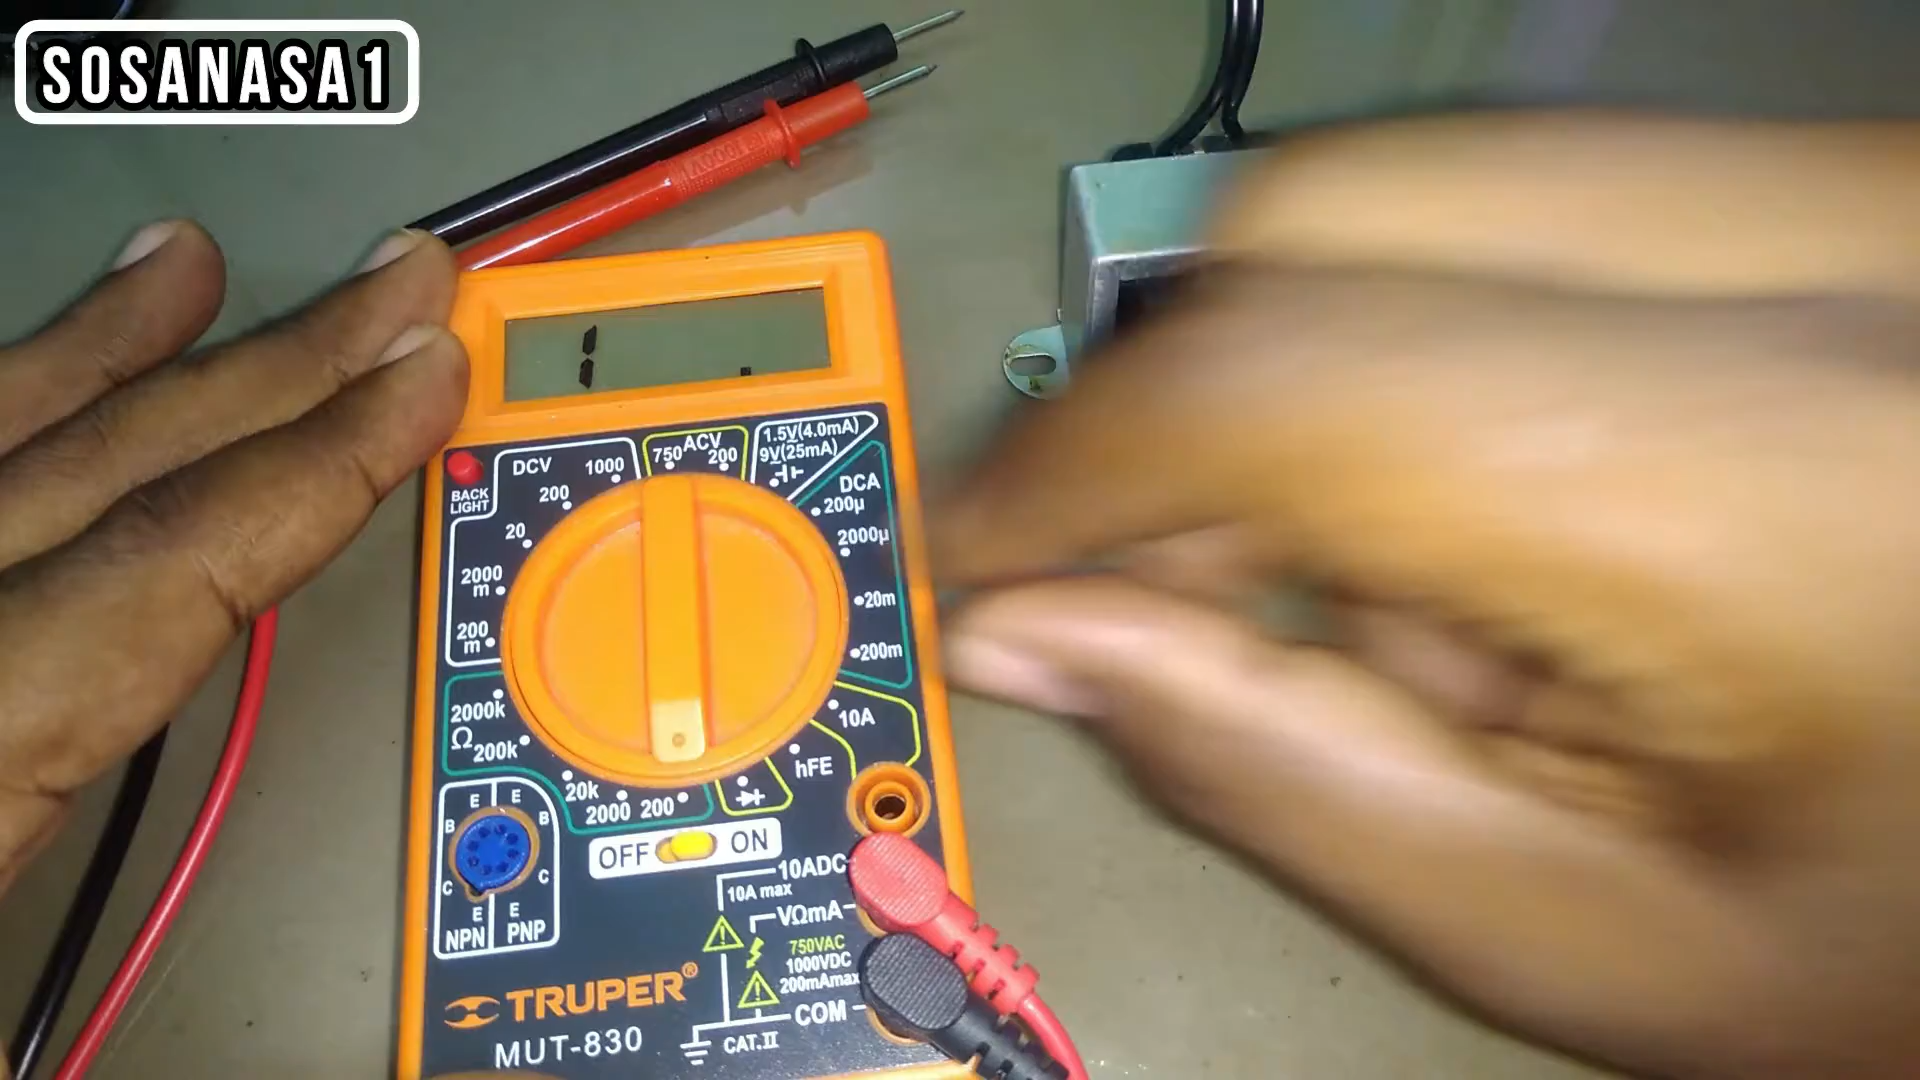 SOSANASA1
1000V
1
.
BACK
LIGHT
DCV
1000
200
20
2000
m
200
m
ACV
750
200
1.5V(4.0mA)
9V(25mA)
DCA
200µ
2000µ
20m
200m
10A
hFE
2000k
Ω
200k
20k
2000
200
OFF
ON
E
E
B
B
C
C
E
E
NPN
PNP
10ADC
10A max
VΩmA
750VAC
1000VDC
200mAmax
COM
CAT.II
TRUPER®
MUT-830